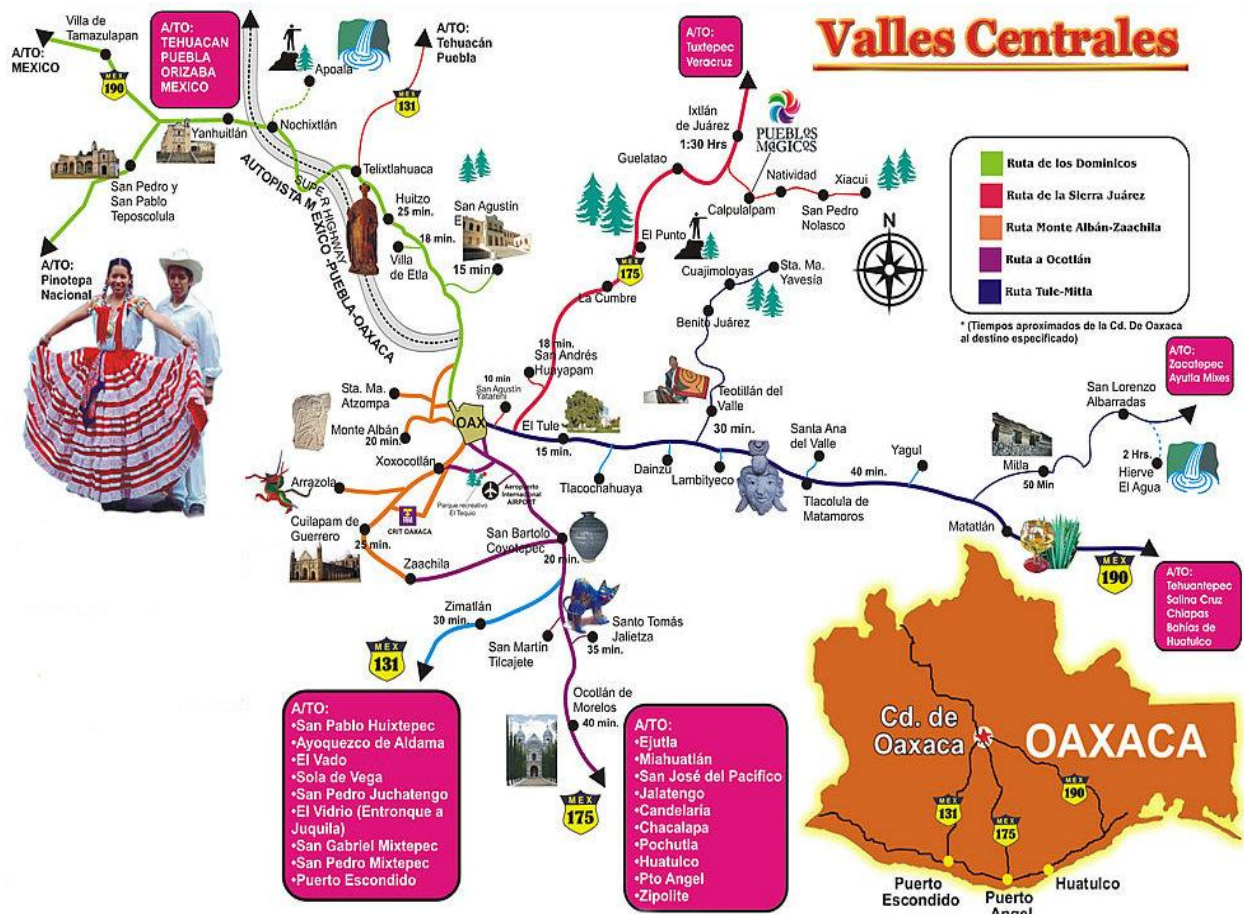 Valles Centrales
Villa de
Tamazulapan
A/TO:
MEXICO
MEX
190
A/TO:
TEHUACAN
PUEBLA
ORIZABA
MEXICO
Apoala
A/TO:
Tehuacán
Puebla
MEX
131
Yanhuitlán
Nochixtlán
San Pedro y
San Pablo
Teposcolula
A/TO:
Pinotepa
Nacional
AUTOPISTA MEXICO-PUEBLA-OAXACA
SUPER HIGHWAY
Telixtlahuaca
Huitzo
25 min.
18 min.
Villa
de Etla
San Agustín
15 min.
A/TO:
Tuxtepec
Veracruz
Ixtlán
de Juárez
1:30 Hrs
PUEBLOS
MÁGICOS
Guelatao
Natividad
Xiacui
Calpulalpam
San Pedro
Nolasco
El Punto
MEX
175
La Cumbre
Cuajimoloyas
Sta. Ma.
Yavesía
Benito Juárez
18 min.
San Andrés
Huayapam
N
Ruta de los Dominicos
Ruta de la Sierra Juárez
Ruta Monte Albán-Zaachila
Ruta a Ocotlán
Ruta Tule-Mitla
* (Tiempos aproximados de la Cd. De Oaxaca
al destino especificado)
A/TO:
Zacatepec
Ayutla Mixes
Sta. Ma.
Atzompa
Monte Albán
20 min.
OAX
10 min
San Agustín
Yatareni
El Tule
15 min.
Teotitlán del
Valle
30 min.
Tlacochahuaya
Dainzú
Lambityeco
Santa Ana
del Valle
Tlacolula de
Matamoros
40 min.
Yagul
Mitla
50 Min
San Lorenzo
Albarradas
2 Hrs.
Hierve
El Agua
Matatlán
MEX
190
A/TO:
Tehuantepec
Salina Cruz
Chiapas
Bahías de
Huatulco
Xoxocotlán
Arrazola
Aeropuerto
Internacional
AIRPORT
Parque recreativo
El Tequio
CRIT OAXACA
Cuilapam de
Guerrero
25 min.
Zaachila
San Bartolo
Coyotepec
20 min.
Zimatlán
30 min.
MEX
131
San Martín
Tilcajete
Santo Tomás
Jalietza
35 min.
Ocotlán de
Morelos
40 min.
MEX
175
A/TO:
•San Pablo Huixtepec
•Ayoquezco de Aldama
•El Vado
•Sola de Vega
•San Pedro Juchatengo
•El Vidrio (Entronque a
Juquila)
•San Gabriel Mixtepec
•San Pedro Mixtepec
•Puerto Escondido
A/TO:
•Ejutla
•Miahuatlán
•San José del Pacífico
•Jalatengo
•Candelaría
•Chacalapa
•Pochutla
•Huatulco
•Pto Angel
•Zipolite
Cd. de
Oaxaca
OAXACA
MEX
131
MEX
175
MEX
190
Puerto
Escondido
Puerto
Angel
Huatulco